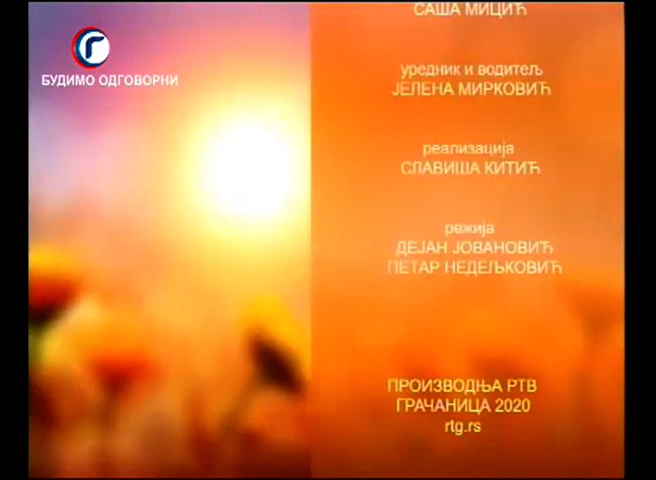 БУДИМО ОДГОВОРНИ
САША МИЦИЋ
уредник и водитељ
ЈЕЛЕНА МИРКОВИЋ
реализација
СЛАВИША КИТИЋ
режија
ДЕЈАН ЈОВАНОВИЋ
ПЕТАР НЕДЕЉКОВИЋ
ПРОИЗВОДЊА РТВ
ГРАЧАНИЦА 2020
rtg.rs